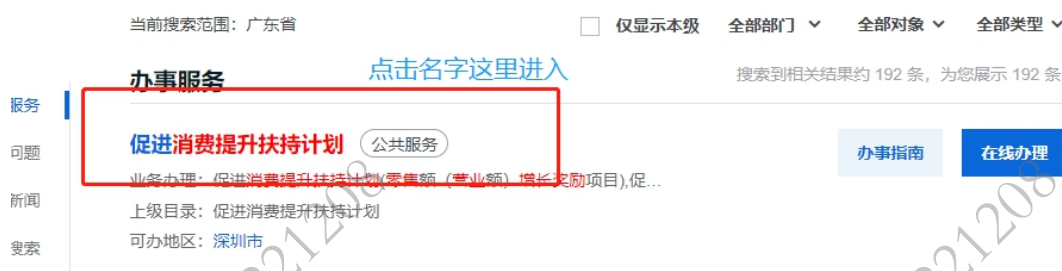 当前搜索范围：广东省
仅显示本级 全部部门 全部对象 全部类型
点击名字这里进入
办事服务
搜索到相关结果约 192 条，为您展示 192 条
服务
促进消费提升扶持计划 公共服务
办事指南 在线办理
问题
业务办理：促进消费提升扶持计划(零售额（营业额）增长奖励项目),促...
新闻
上级目录：促进消费提升扶持计划
可办地区：深圳市
搜索
221208
221208